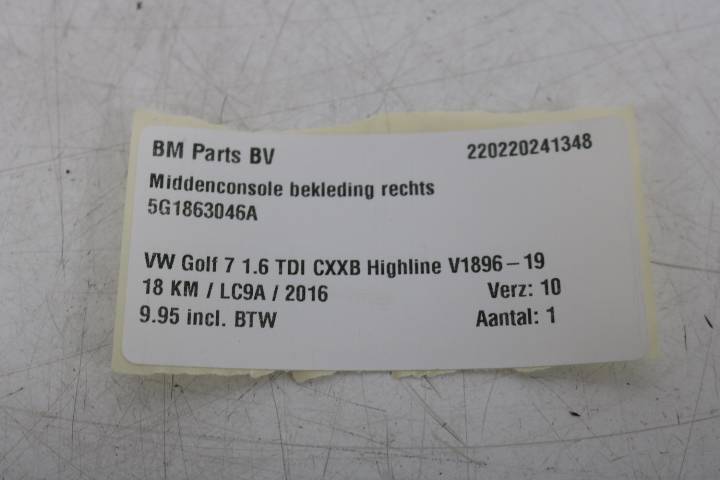 BM Parts BV 220220241348
Middenconsole bekleding rechts
5G1863046A
VW Golf 7 1.6 TDI CXXB Highline V1896-19
18 KM / LC9A / 2016 Verz: 10
9.95 incl. BTW Aantal: 1